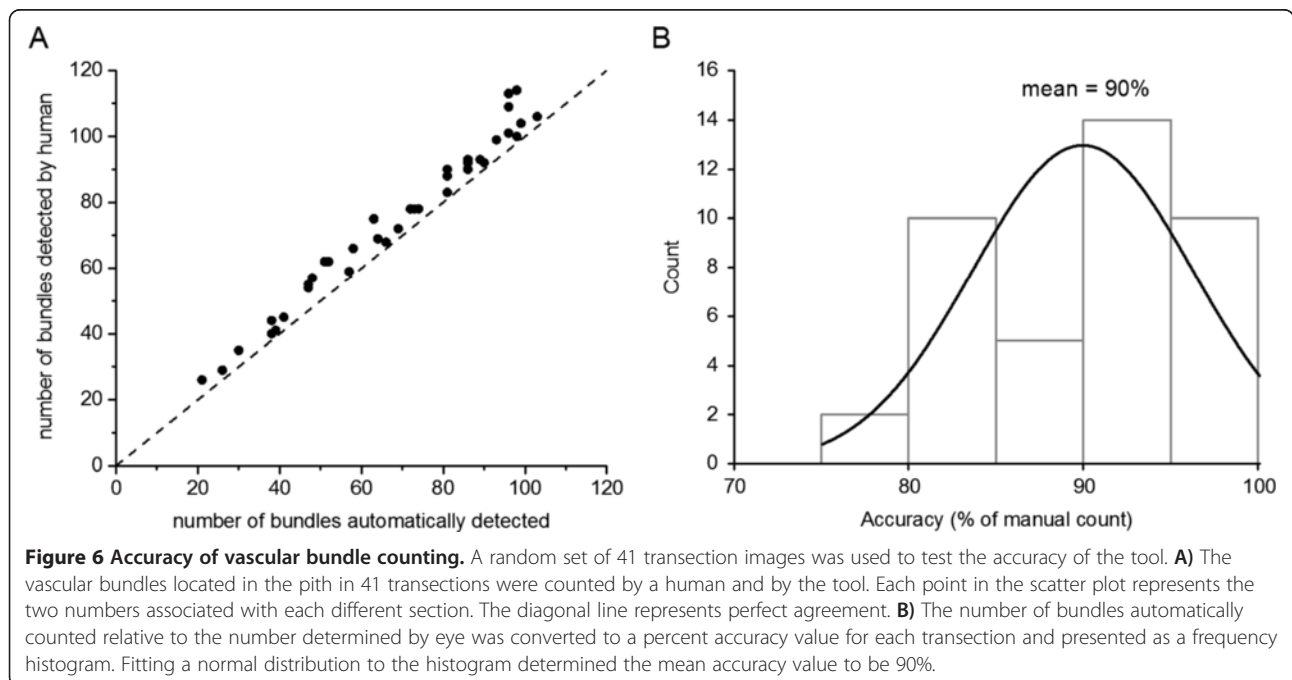 A
120
100
80
60
40
20
0
0 20 40 60 80 100 120
number of bundles detected by human
number of bundles automatically detected
B
16
14
12
10
8
6
4
2
0
70 80 90 100
Count
mean = 90%
Accuracy (% of manual count)
Figure 6 Accuracy of vascular bundle counting. A random set of 41 transection images was used to test the accuracy of the tool. A) The
vascular bundles located in the pith in 41 transections were counted by a human and by the tool. Each point in the scatter plot represents the
two numbers associated with each different section. The diagonal line represents perfect agreement. B) The number of bundles automatically
counted relative to the number determined by eye was converted to a percent accuracy value for each transection and presented as a frequency
histogram. Fitting a normal distribution to the histogram determined the mean accuracy value to be 90%.